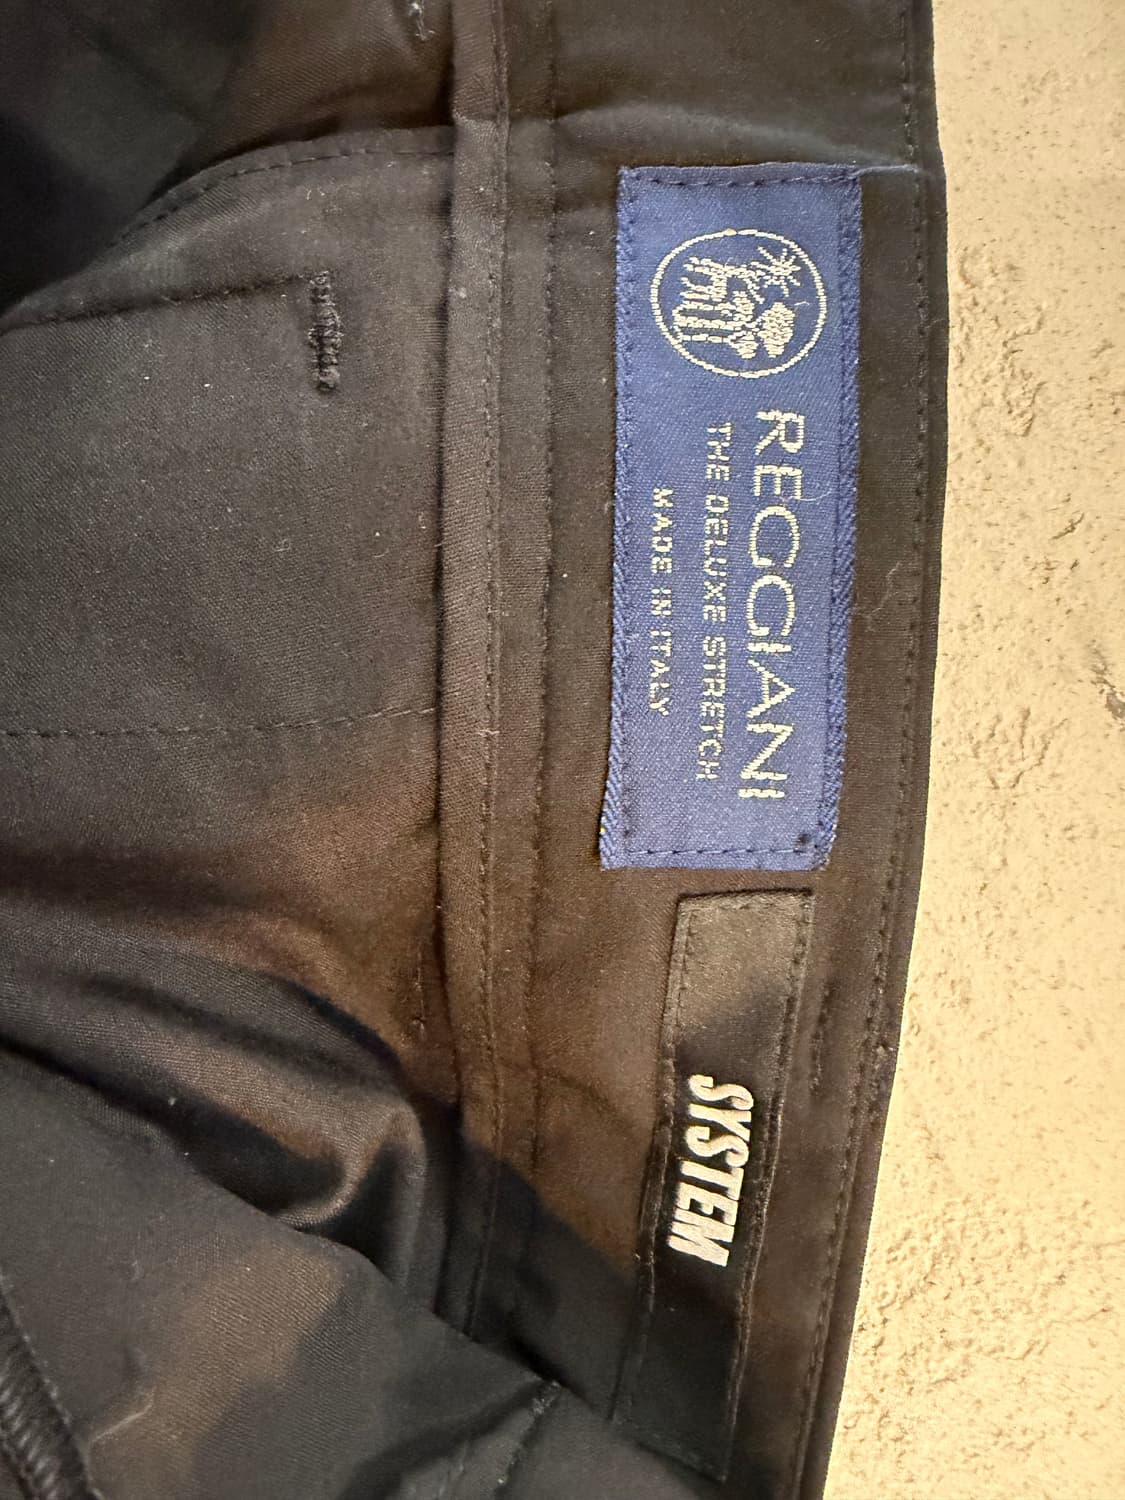 REGGIANI
THE DELUXE STRETCH
MADE IN ITALY
SYSTEM